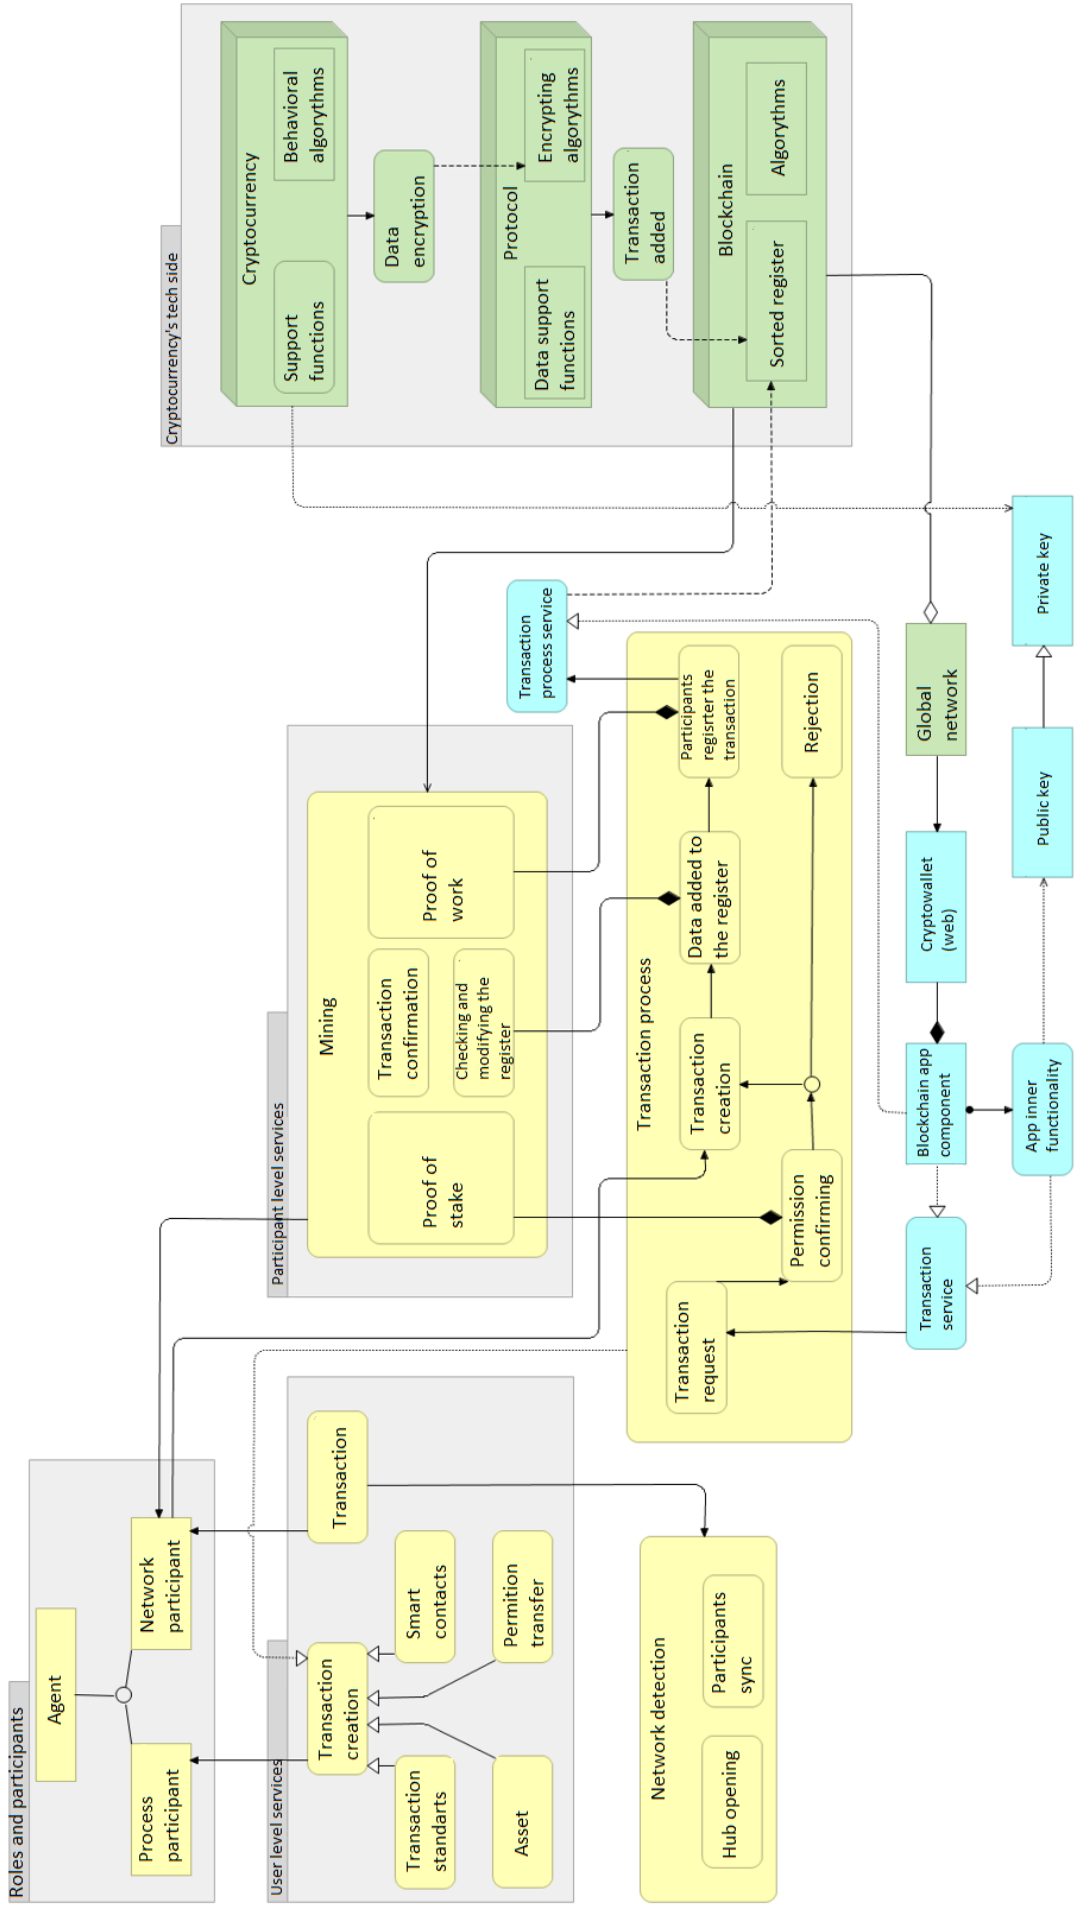 Roles and participants
Agent
Process
participant
Network
participant
User level services
Transaction
creation
Transaction
Transaction
standarts
Smart
contacts
Asset
Permition
transfer
Network detection
Hub opening
Participants
sync
Participant level services
Mining
Proof of
stake
Transaction
confirmation
Checking and
modifying the
register
Proof of
work
Transaction process
Transaction
request
Permission
confirming
Transaction
creation
Data added to
the register
Participants
regisrter the
transaction
Rejection
Transaction
process service
Transaction
service
Blockchain app
component
Cryptowallet
(web)
Global
network
App inner
functionality
Public key
Private key
Cryptocurrency's tech side
Cryptocurrency
Support
functions
Behavioral
algorythms
Data
encryption
Protocol
Data support
functions
Encrypting
algorythms
Transaction
added
Blockchain
Sorted register
Algorythms